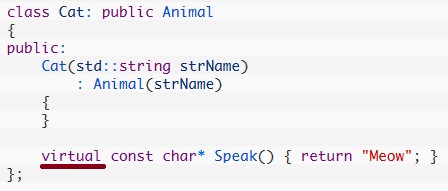 class Cat: public Animal
{
public:
    Cat(std::string strName)
        : Animal(strName)
    {
    }

    virtual const char* Speak() { return "Meow"; }
};